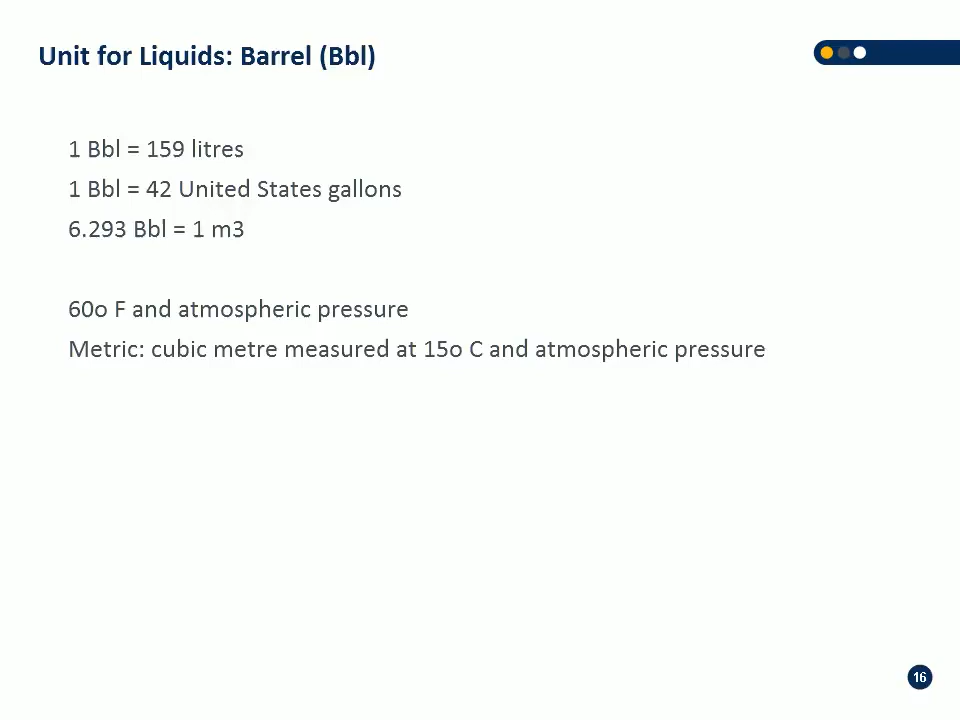 Unit for Liquids: Barrel (Bbl)
1 Bbl = 159 litres
1 Bbl = 42 United States gallons
6.293 Bbl = 1 m3
60o F and atmospheric pressure
Metric: cubic metre measured at 15o C and atmospheric pressure
16